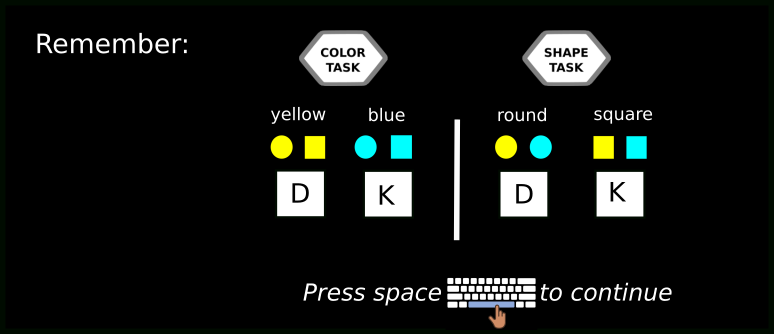 Remember:
COLOR
TASK
SHAPE
TASK
yellow
blue
round
square
D
K
D
K
Press space to continue